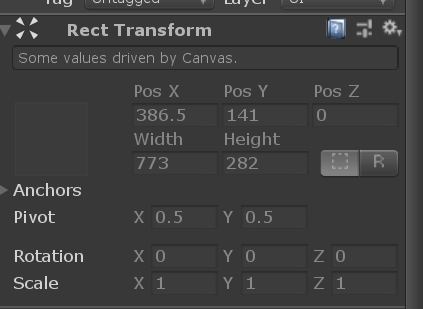 Tag Untagged Layer UI
Rect Transform
Some values driven by Canvas.
Pos X Pos Y Pos Z
386.5 141 0
Width Height
773 282 R
Anchors
Pivot X 0.5 Y 0.5
Rotation X 0 Y 0 Z 0
Scale X 1 Y 1 Z 1